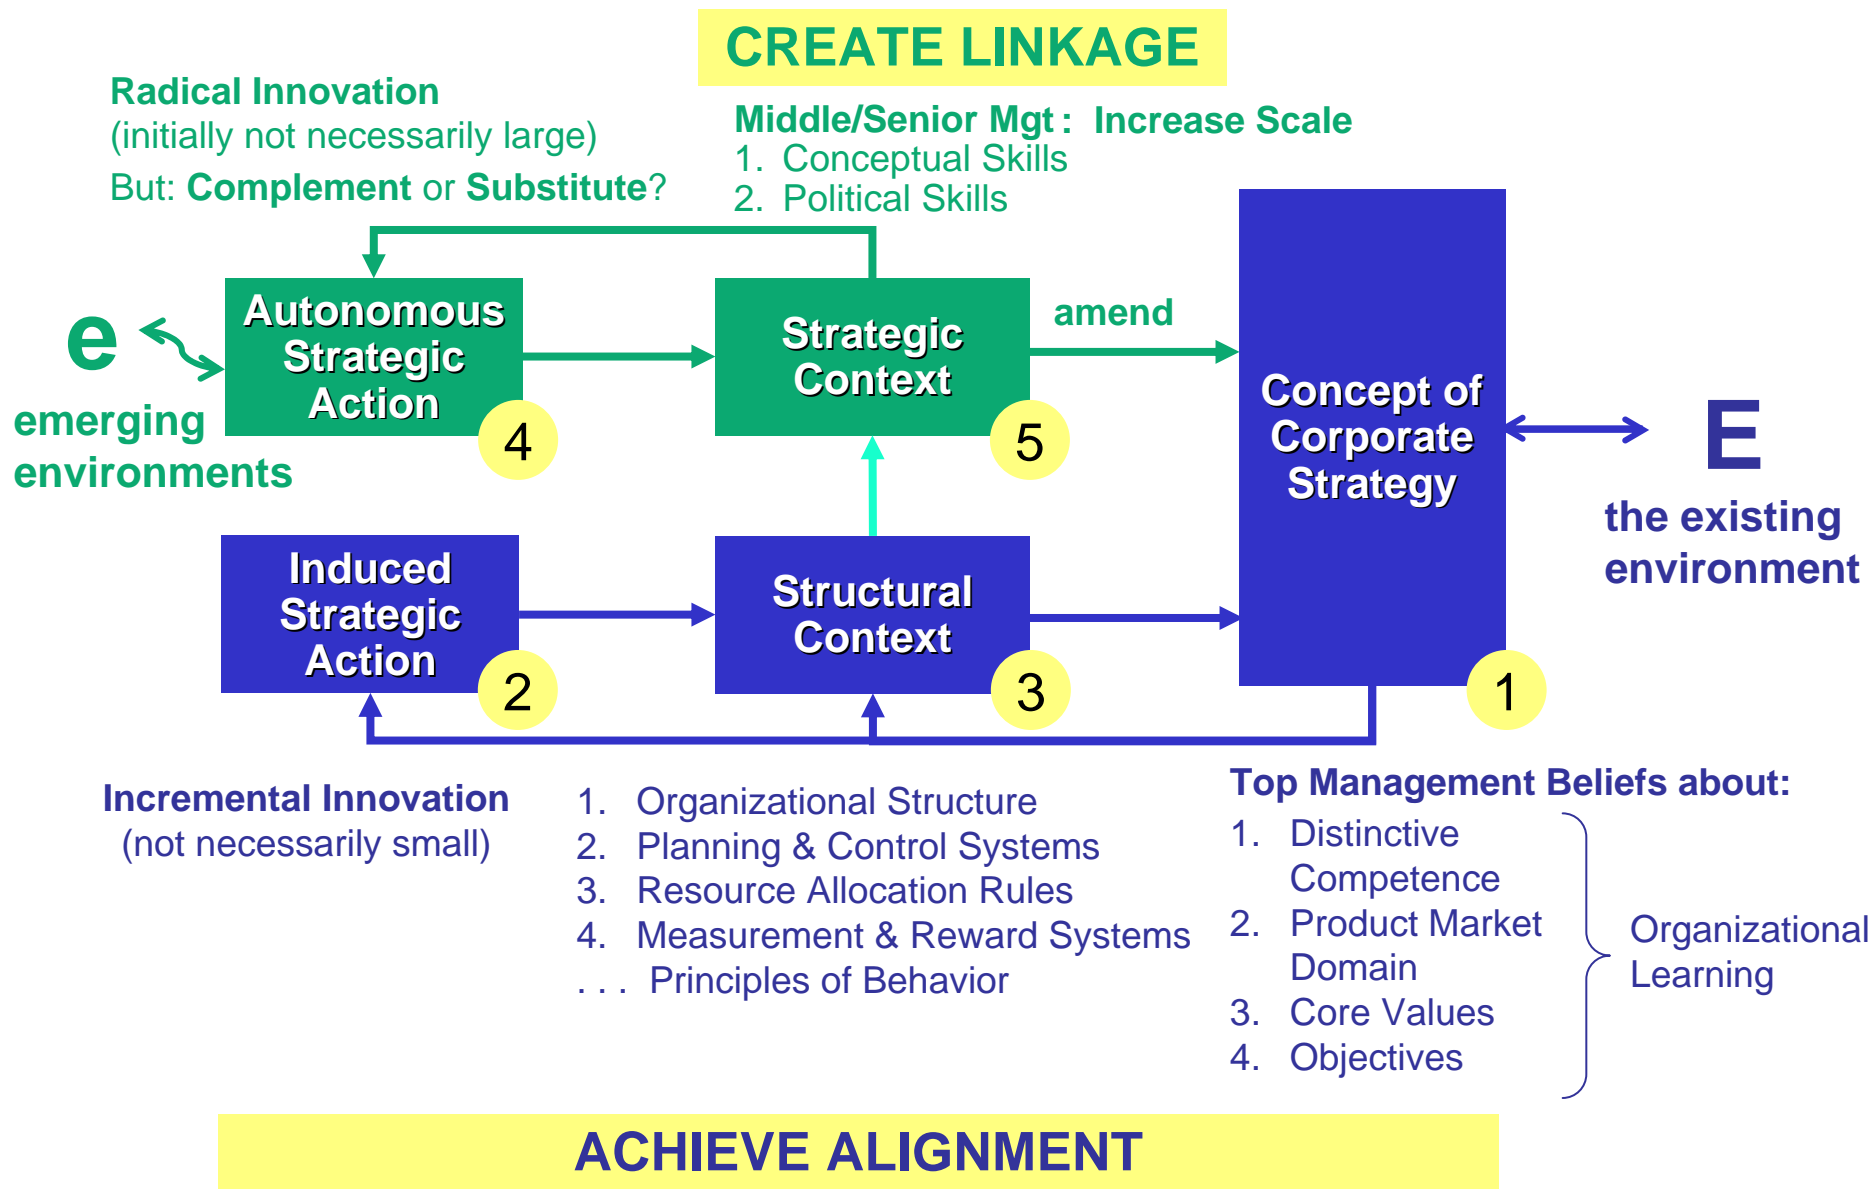 CREATE LINKAGE
Radical Innovation
(initially not necessarily large)
But: Complement or Substitute?
Middle/Senior Mgt : Increase Scale
1. Conceptual Skills
2. Political Skills
e
emerging
environments
Autonomous
Strategic
Action
4
Strategic
Context
5
amend
Concept of
Corporate
Strategy
1
E
the existing
environment
Induced
Strategic
Action
2
Structural
Context
3
Incremental Innovation
(not necessarily small)
1. Organizational Structure
2. Planning & Control Systems
3. Resource Allocation Rules
4. Measurement & Reward Systems
. . . Principles of Behavior
Top Management Beliefs about:
1. Distinctive
Competence
2. Product Market
Domain
3. Core Values
4. Objectives
Organizational
Learning
ACHIEVE ALIGNMENT